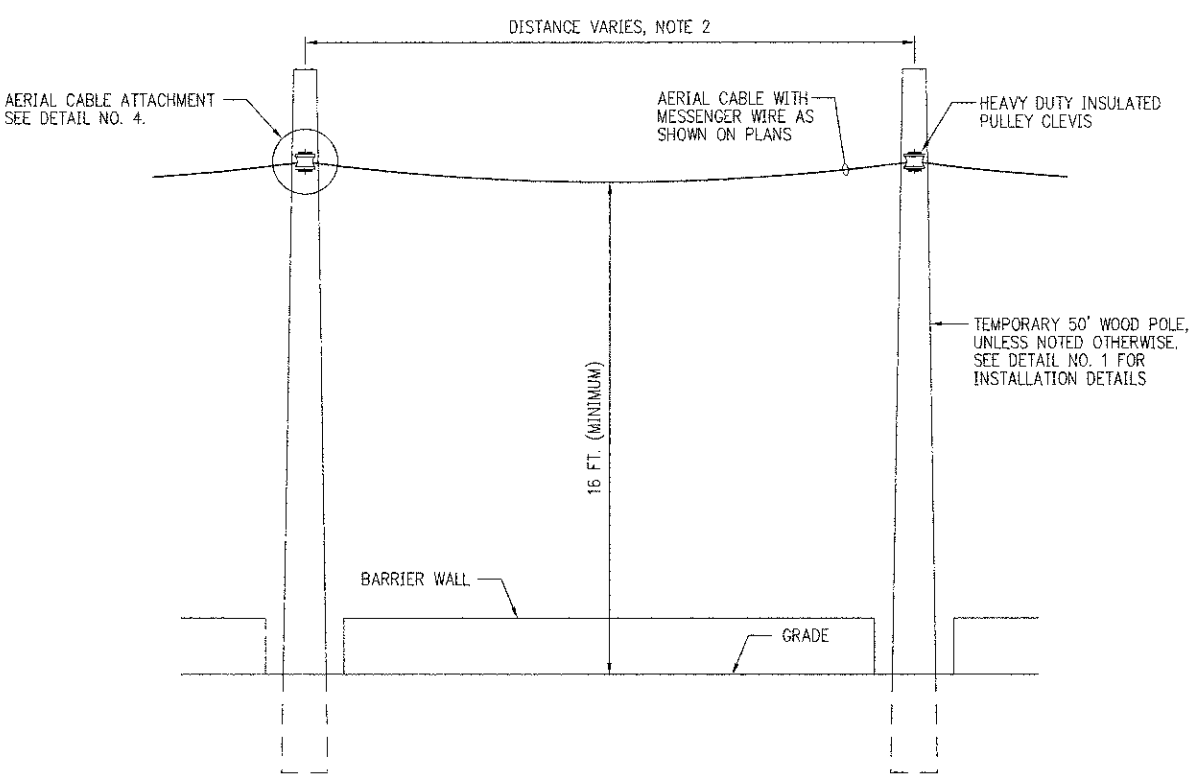 DISTANCE VARIES, NOTE 2
AERIAL CABLE ATTACHMENT
SEE DETAIL NO. 4.
AERIAL CABLE WITH
MESSENGER WIRE AS
SHOWN ON PLANS
HEAVY DUTY INSULATED
PULLEY CLEVIS
TEMPORARY 50' WOOD POLE,
UNLESS NOTED OTHERWISE.
SEE DETAIL NO. 1 FOR
INSTALLATION DETAILS
16 FT. (MINIMUM)
BARRIER WALL
GRADE